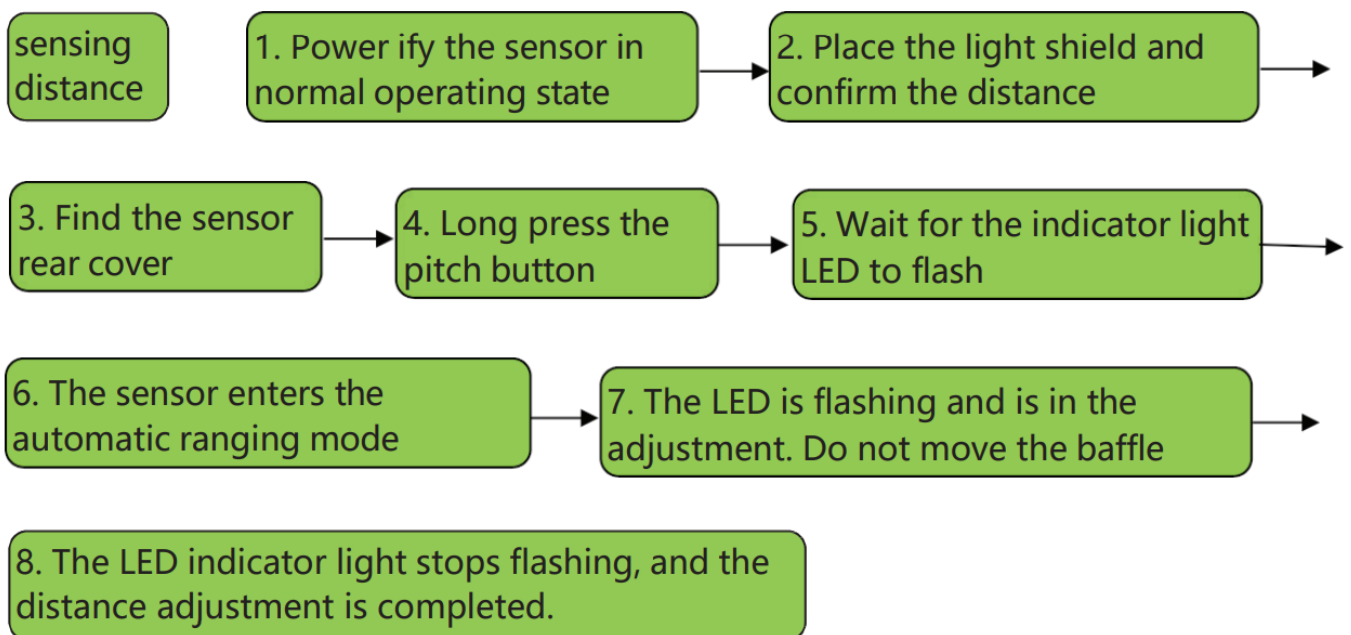 sensing
distance
1. Power ify the sensor in
normal operating state
2. Place the light shield and
confirm the distance
3. Find the sensor
rear cover
4. Long press the
pitch button
5. Wait for the indicator light
LED to flash
6. The sensor enters the
automatic ranging mode
7. The LED is flashing and is in the
adjustment. Do not move the baffle
8. The LED indicator light stops flashing, and the
distance adjustment is completed.